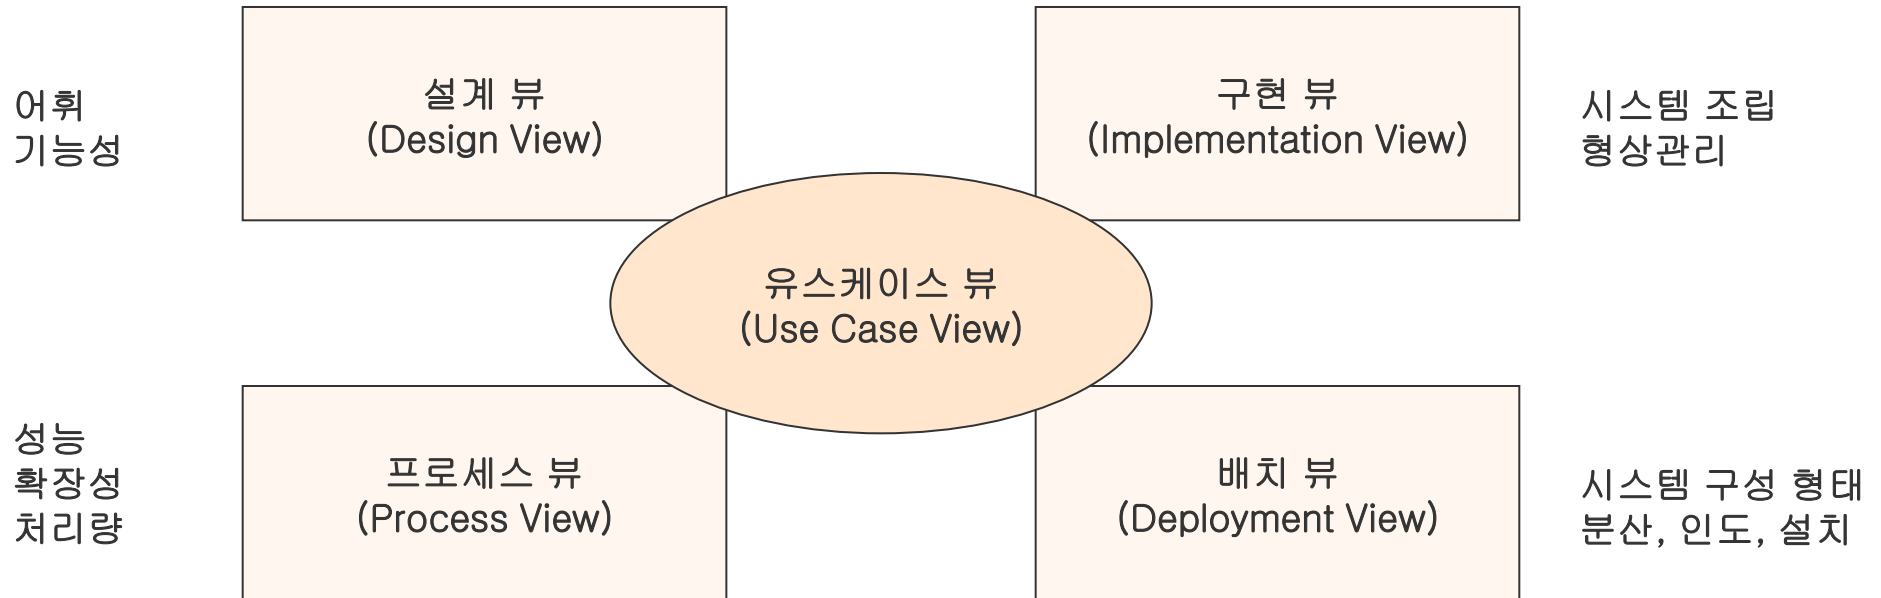 어휘
기능성
설계 뷰
(Design View)
구현 뷰
(Implementation View)
시스템 조립
형상관리
유스케이스 뷰
(Use Case View)
성능
확장성
처리량
프로세스 뷰
(Process View)
배치 뷰
(Deployment View)
시스템 구성 형태
분산, 인도, 설치